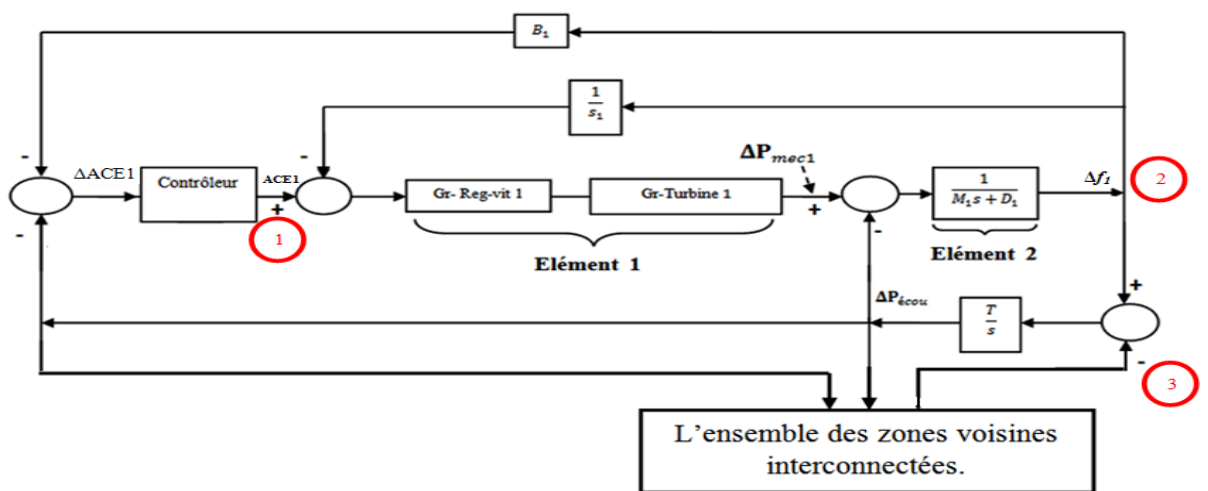 B₁
1
s₁
-
-
ΔACE1
Contrôleur
ACE1
+
1
-
Gr- Reg-vit 1
Gr-Turbine 1
ΔPmec1
+
-
1
M₁s + D₁
Δf₁
2
Elément 1
Elément 2
ΔPécou
T
s
+
-
3
L'ensemble des zones voisines
interconnectées.